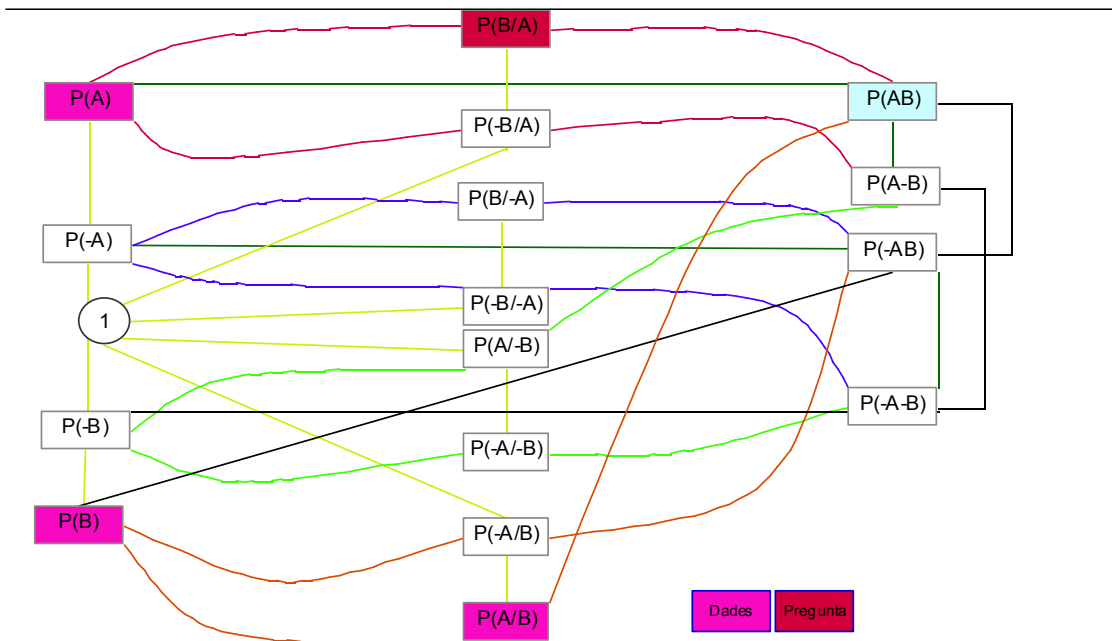 P(B/A)
P(A)
P(AB)
P(-B/A)
P(A-B)
P(B/-A)
P(-A)
P(-AB)
P(-B/-A)
1
P(A/-B)
P(-A-B)
P(-B)
P(-A/-B)
P(B)
P(-A/B)
P(A/B)
Dades
Pregunta